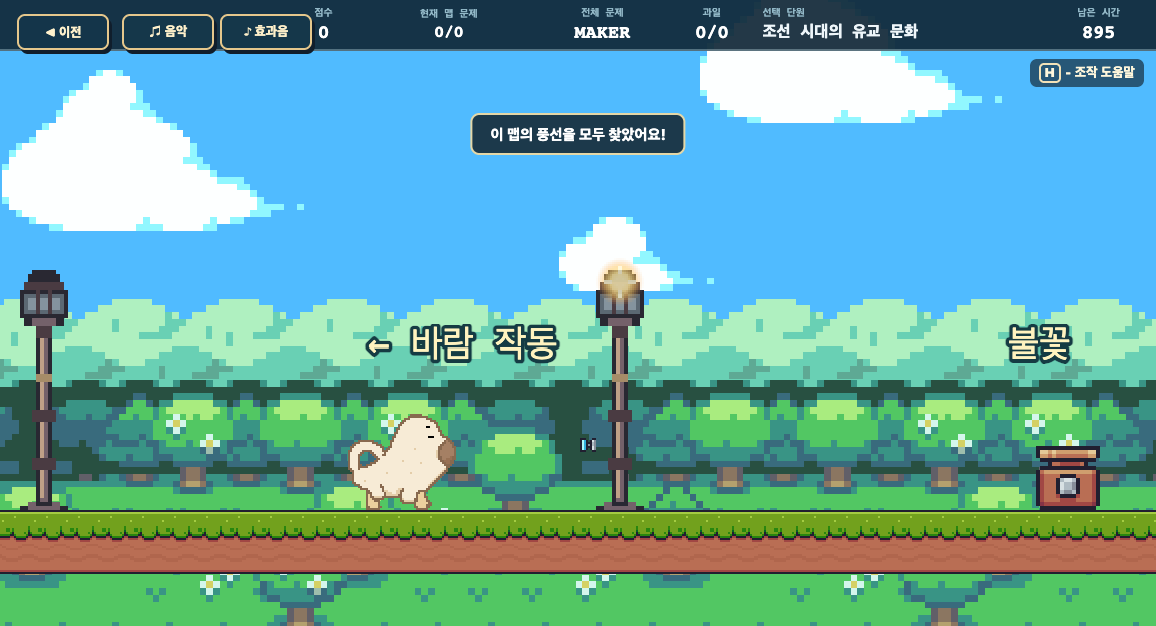 ◀ 이전
♫ 음악
♪ 효과음
점수
0
현재 맵 문제
0/0
전체 문제
MAKER
과일
0/0
선택 단원
조선 시대의 유교 문화
남은 시간
895
H - 조작 도움말
이 맵의 풍선을 모두 찾았어요!
← 바람 작동
불꽃